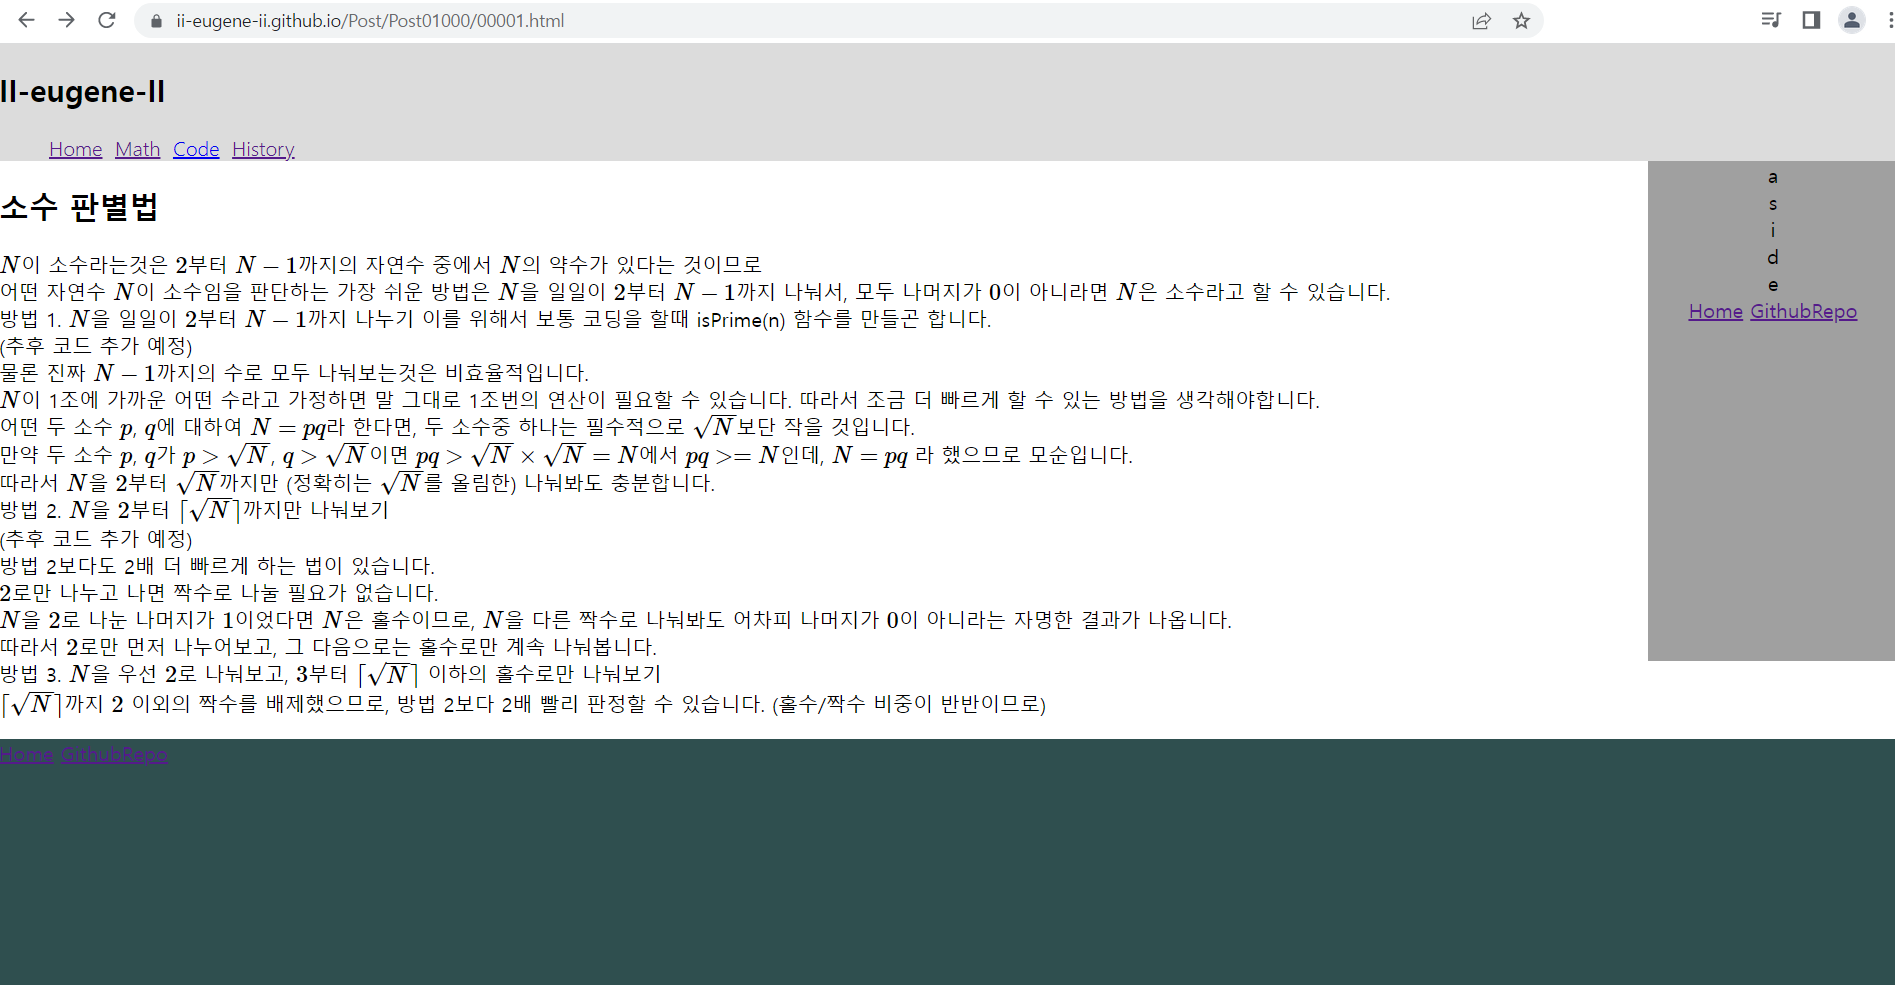 ii-eugene-ii.github.io/Post/Post01000/00001.html
II-eugene-II
Home Math Code History
소수 판별법
N이 소수라는것은 2부터 N − 1까지의 자연수 중에서 N의 약수가 있다는 것이므로
어떤 자연수 N이 소수임을 판단하는 가장 쉬운 방법은 N을 일일이 2부터 N − 1까지 나눠서, 모두 나머지가 0이 아니라면 N은 소수라고 할 수 있습니다.
방법 1. N을 일일이 2부터 N − 1까지 나누기 이를 위해서 보통 코딩을 할때 isPrime(n) 함수를 만들곤 합니다.
(추후 코드 추가 예정)
물론 진짜 N − 1까지의 수로 모두 나눠보는것은 비효율적입니다.
N이 1조에 가까운 어떤 수라고 가정하면 말 그대로 1조번의 연산이 필요할 수 있습니다. 따라서 조금 더 빠르게 할 수 있는 방법을 생각해야합니다.
어떤 두 소수 p, q에 대하여 N = pq라 한다면, 두 소수중 하나는 필수적으로 √N보단 작을 것입니다.
만약 두 소수 p, q가 p > √N, q > √N이면 pq > √N × √N = N에서 pq >= N인데, N = pq 라 했으므로 모순입니다.
따라서 N을 2부터 √N까지만 (정확히는 √N를 올림한) 나눠봐도 충분합니다.
방법 2. N을 2부터 ⌈√N⌉까지만 나눠보기
(추후 코드 추가 예정)
방법 2보다도 2배 더 빠르게 하는 법이 있습니다.
2로만 나누고 나면 짝수로 나눌 필요가 없습니다.
N을 2로 나눈 나머지가 1이었다면 N은 홀수이므로, N을 다른 짝수로 나눠봐도 어차피 나머지가 0이 아니라는 자명한 결과가 나옵니다.
따라서 2로만 먼저 나누어보고, 그 다음으로는 홀수로만 계속 나눠봅니다.
방법 3. N을 우선 2로 나눠보고, 3부터 ⌈√N⌉ 이하의 홀수로만 나눠보기
⌈√N⌉까지 2 이외의 짝수를 배제했으므로, 방법 2보다 2배 빨리 판정할 수 있습니다. (홀수/짝수 비중이 반반이므로)
a
s
i
d
e
Home GithubRepo
Home GithubRepo